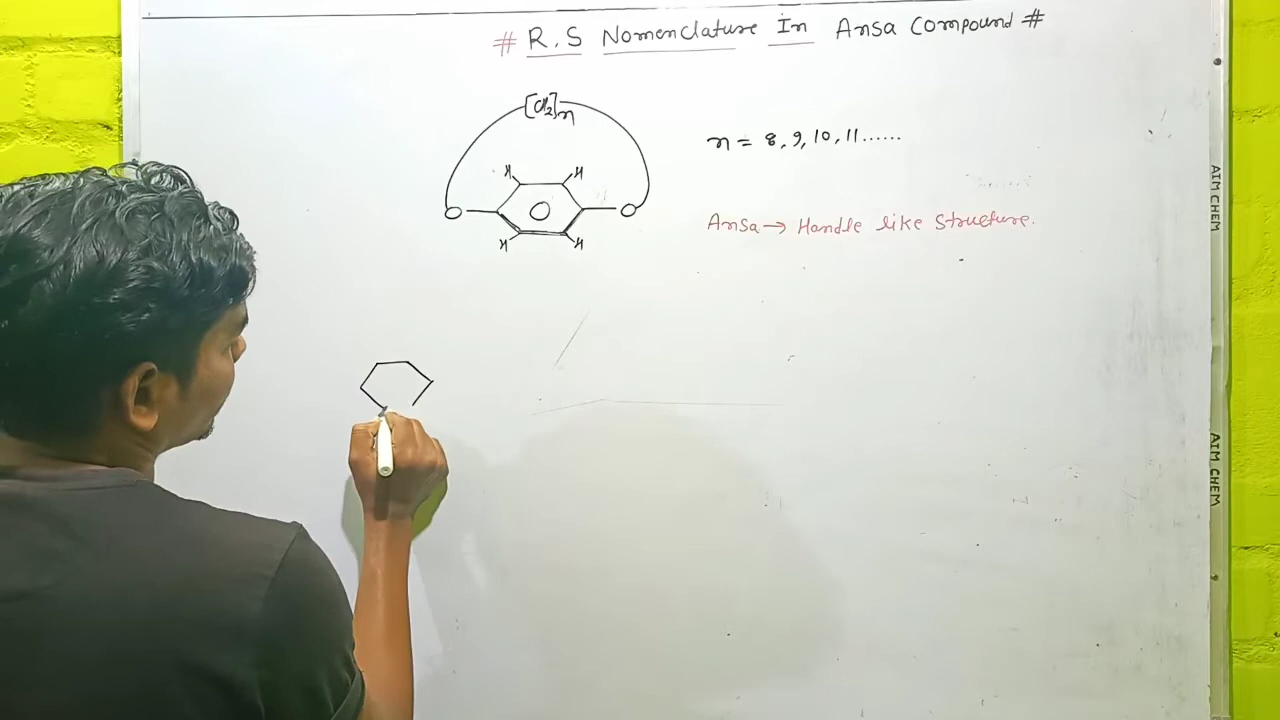 # R.S Nomenclature In Ansa Compound #
[CH2]n
n = 8, 9, 10, 11......
H H
O O O
H H
Ansa → Handle like Structure.
AIM CHEM
AIM CHEM